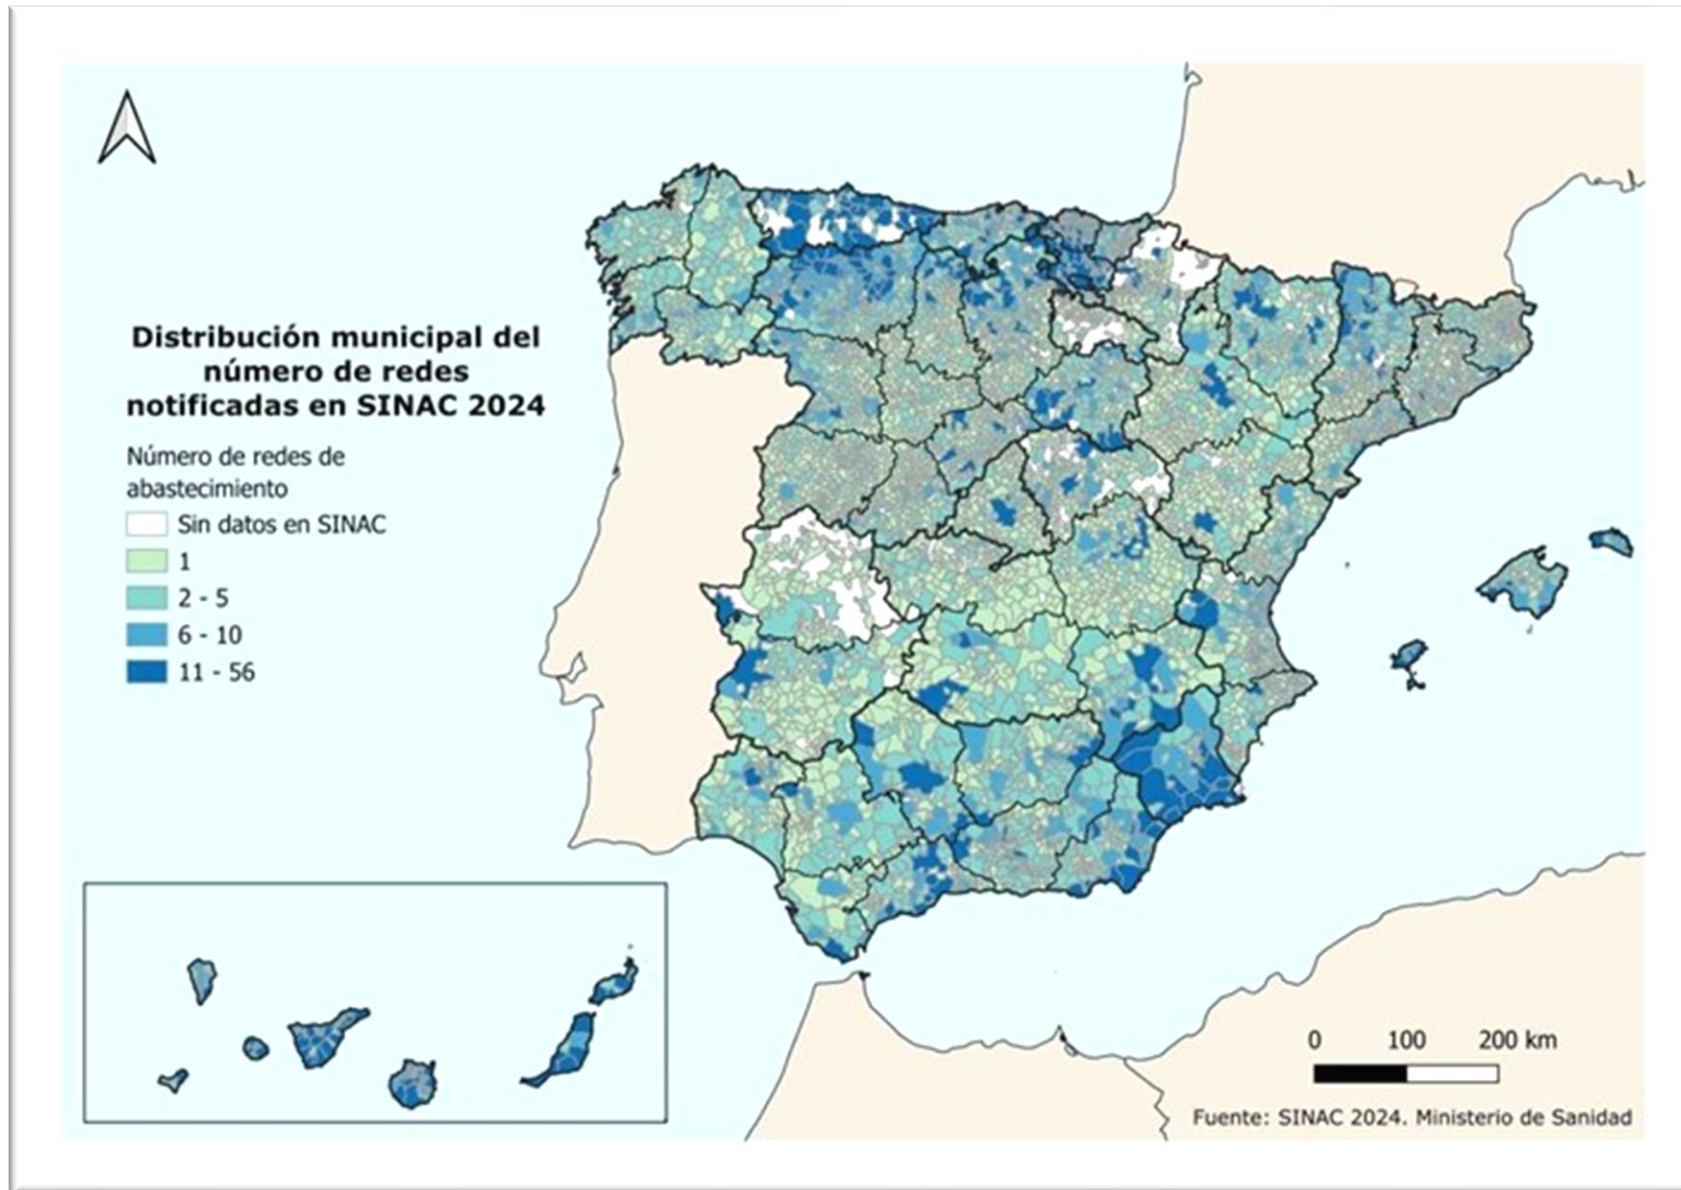 Distribución municipal del
número de redes
notificadas en SINAC 2024
Número de redes de
abastecimiento
Sin datos en SINAC
1
2 - 5
6 - 10
11 - 56
0 100 200 km
Fuente: SINAC 2024. Ministerio de Sanidad